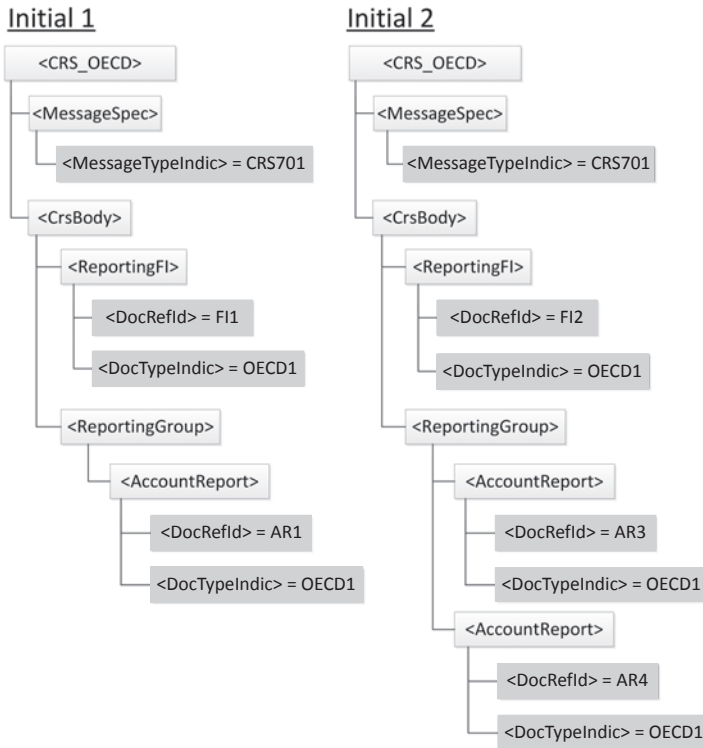 Initial 1
<CRS_OECD>
<MessageSpec>
<MessageTypeIndic> = CRS701
<CrsBody>
<ReportingFI>
<DocRefId> = FI1
<DocTypeIndic> = OECD1
<ReportingGroup>
<AccountReport>
<DocRefId> = AR1
<DocTypeIndic> = OECD1
Initial 2
<CRS_OECD>
<MessageSpec>
<MessageTypeIndic> = CRS701
<CrsBody>
<ReportingFI>
<DocRefId> = FI2
<DocTypeIndic> = OECD1
<ReportingGroup>
<AccountReport>
<DocRefId> = AR3
<DocTypeIndic> = OECD1
<AccountReport>
<DocRefId> = AR4
<DocTypeIndic> = OECD1